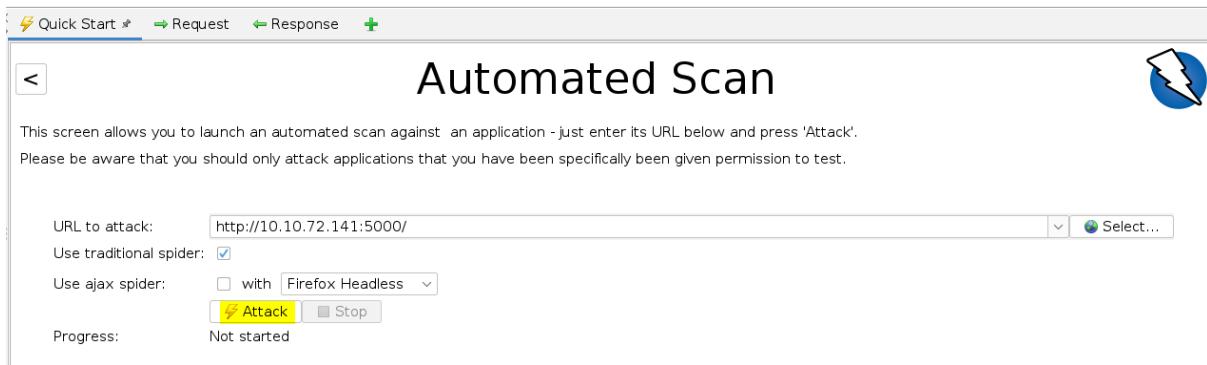 Quick Start Request Response
<
Automated Scan
This screen allows you to launch an automated scan against an application - just enter its URL below and press 'Attack'.
Please be aware that you should only attack applications that you have been specifically been given permission to test.
URL to attack: http://10.10.72.141:5000/ Select...
Use traditional spider:
Use ajax spider: with Firefox Headless
Attack Stop
Progress: Not started